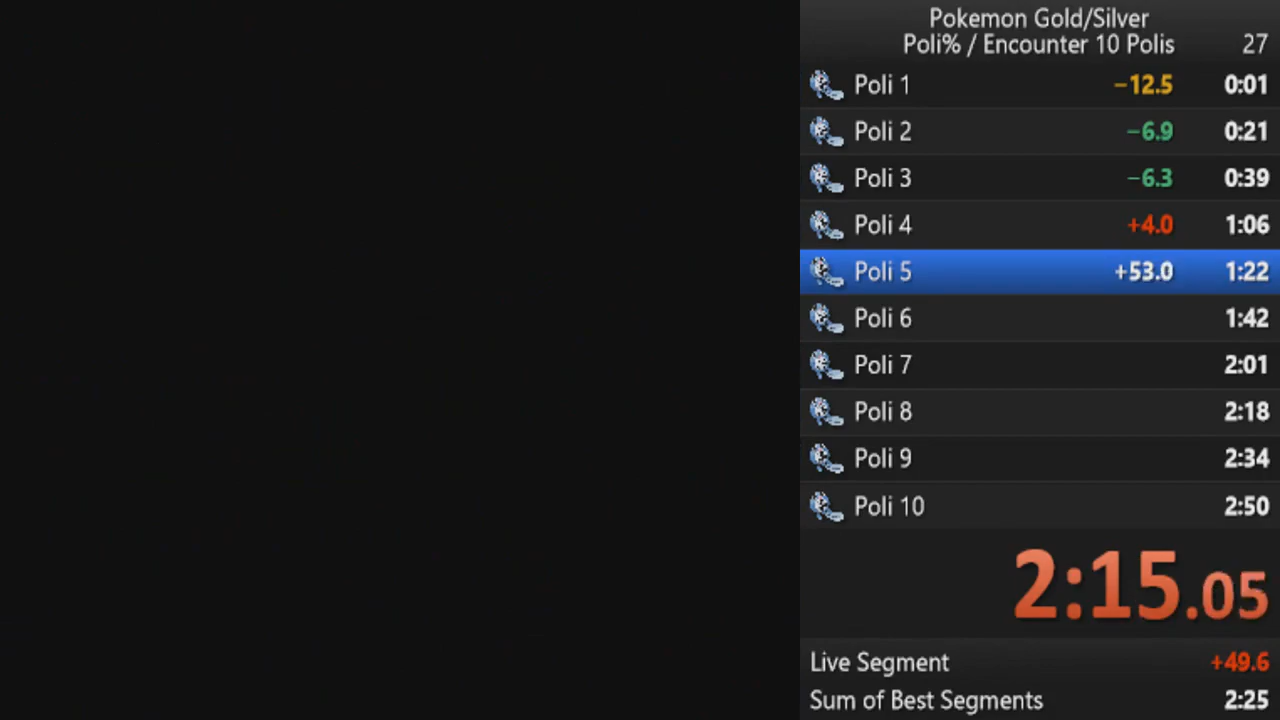 Pokemon Gold/Silver
Poli% / Encounter 10 Polis 27
Poli 1 −12.5 0:01
Poli 2 −6.9 0:21
Poli 3 −6.3 0:39
Poli 4 +4.0 1:06
Poli 5 +53.0 1:22
Poli 6 1:42
Poli 7 2:01
Poli 8 2:18
Poli 9 2:34
Poli 10 2:50
2:15.05
Live Segment +49.6
Sum of Best Segments 2:25